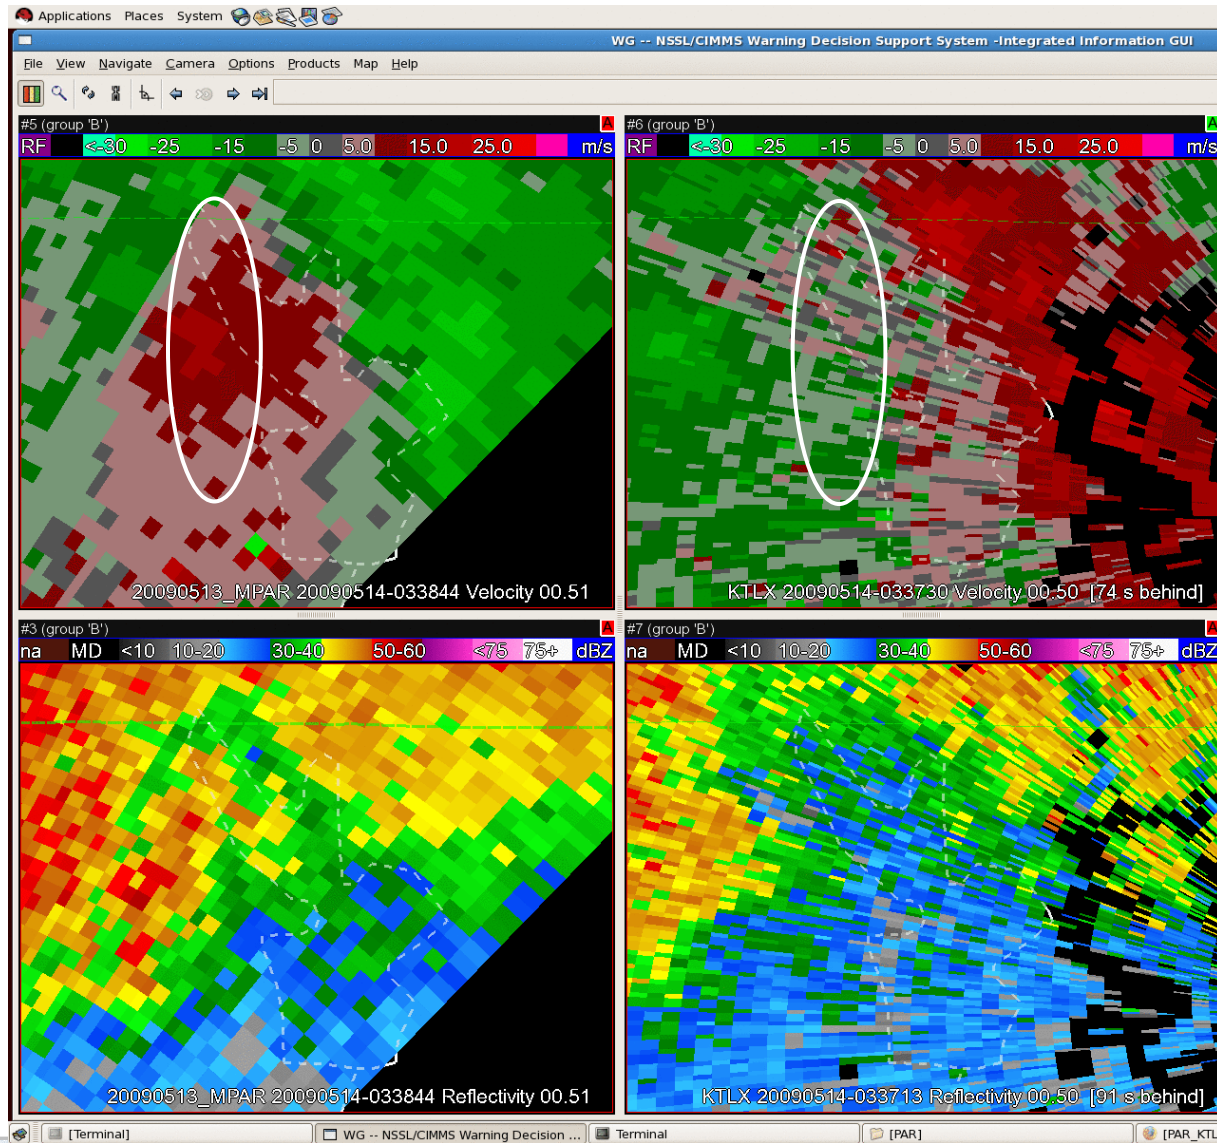 Applications Places System
WG -- NSSL/CIMMS Warning Decision Support System -Integrated Information GUI
File View Navigate Camera Options Products Map Help
#5 (group 'B') A
RF <-30 -25 -15 -5 0 5.0 15.0 25.0 m/s
20090513_MPAR 20090514-033844 Velocity 00.51
#6 (group 'B') A
RF <-30 -25 -15 -5 0 5.0 15.0 25.0 m/s
KTLX 20090514-033730 Velocity 00.50 [74 s behind]
#3 (group 'B') A
na MD <10 10-20 30-40 50-60 <75 75+ dBZ
20090513_MPAR 20090514-033844 Reflectivity 00.51
#7 (group 'B') A
na MD <10 10-20 30-40 50-60 <75 75+ dBZ
KTLX 20090514-033713 Reflectivity 00.50 [91 s behind]
[Terminal] WG -- NSSL/CIMMS Warning Decision ... Terminal [PAR] [PAR_KTL